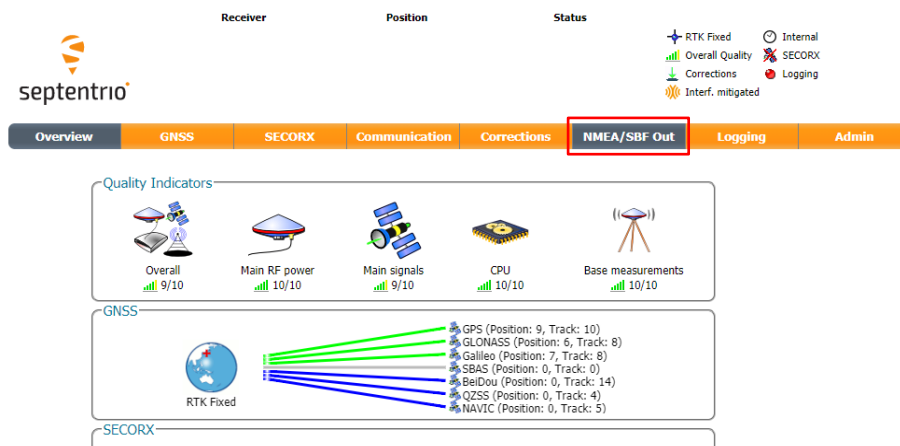 Receiver Position Status
RTK Fixed Internal
Overall Quality SECORX
Corrections Logging
Interf. mitigated
septentrio
Overview GNSS SECORX Communication Corrections NMEA/SBF Out Logging Admin
Quality Indicators
Overall Main RF power Main signals CPU Base measurements
9/10 10/10 9/10 10/10 10/10
GNSS
GPS (Position: 9, Track: 10)
GLONASS (Position: 6, Track: 8)
Galileo (Position: 7, Track: 8)
SBAS (Position: 0, Track: 0)
BeiDou (Position: 0, Track: 14)
QZSS (Position: 0, Track: 4)
NAVIC (Position: 0, Track: 5)
RTK Fixed
SECORX